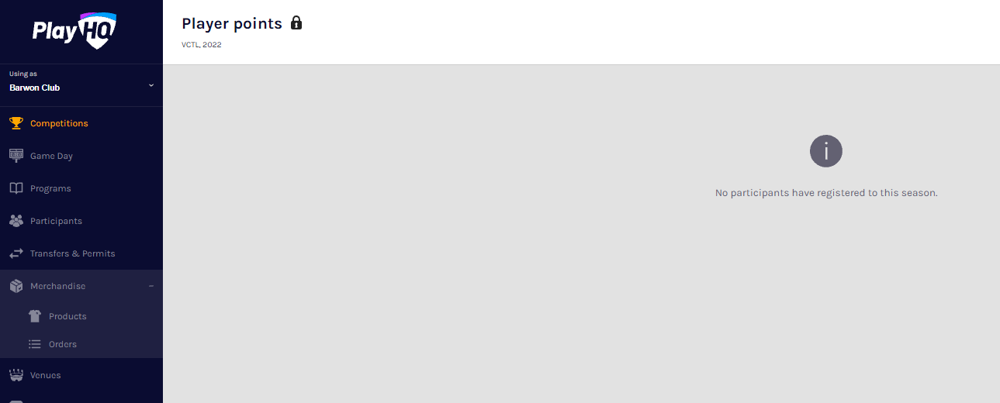 PlayHQ
Using as
Barwon Club
Competitions
Game Day
Programs
Participants
Transfers & Permits
Merchandise
Products
Orders
Venues
Player points
VCTL, 2022
No participants have registered to this season.